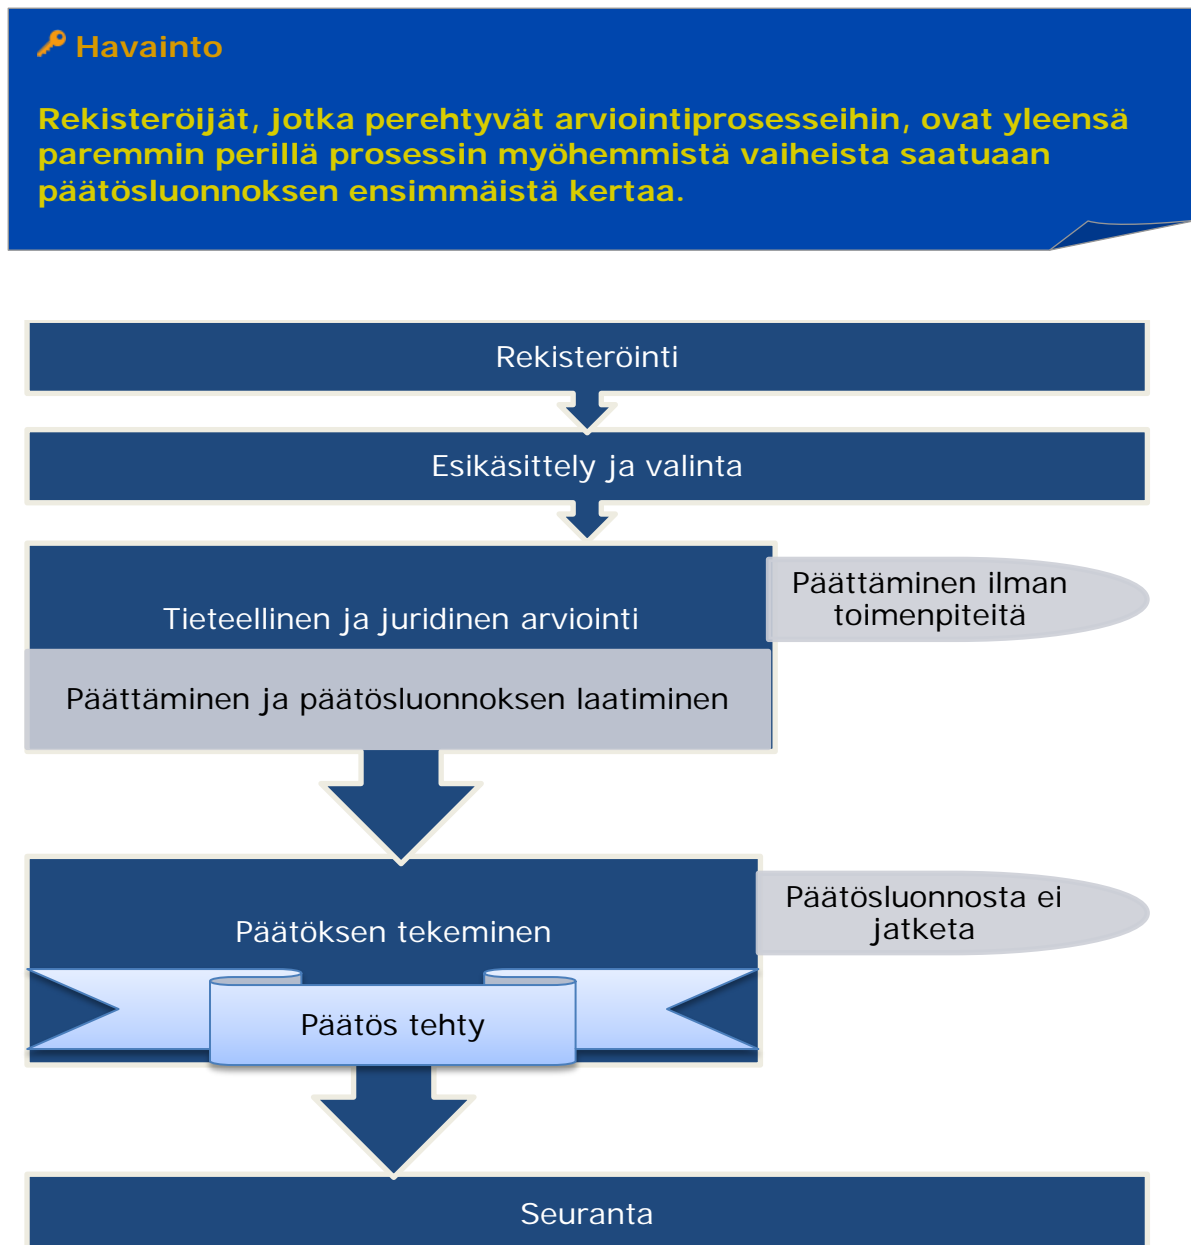 Havainto
Rekisteröijät, jotka perehtyvät arviointiprosesseihin, ovat yleensä
paremmin perillä prosessin myöhemmistä vaiheista saatuaan
päätösluonnoksen ensimmäistä kertaa.
Rekisteröinti
Esikäsittely ja valinta
Tieteellinen ja juridinen arviointi
Päättäminen ilman
toimenpiteitä
Päättäminen ja päätösluonnoksen laatiminen
Päätöksen tekeminen
Päätösluonnosta ei
jatketa
Päätös tehty
Seuranta